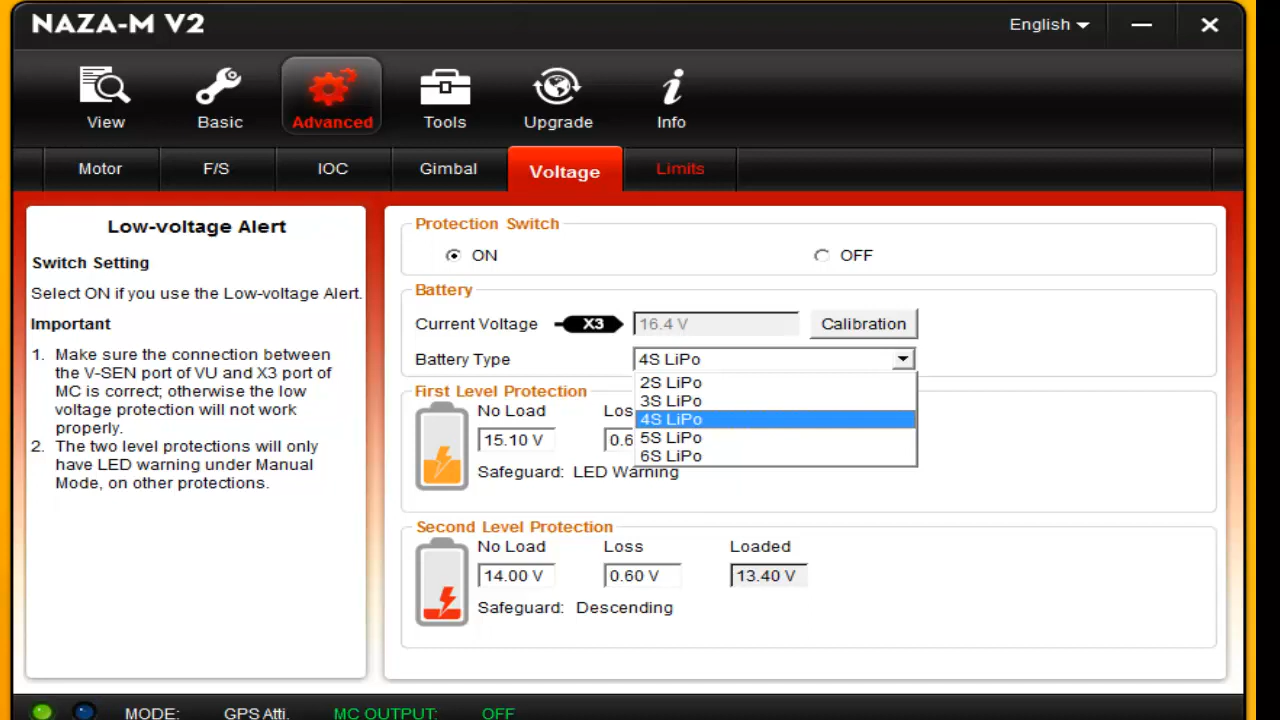 NAZA-M V2
English
View
Basic
Advanced
Tools
Upgrade
Info
Motor
F/S
IOC
Gimbal
Voltage
Limits
Low-voltage Alert
Switch Setting
Select ON if you use the Low-voltage Alert.
Important
1. Make sure the connection between
the V-SEN port of VU and X3 port of
MC is correct; otherwise the low
voltage protection will not work
properly.
2. The two level protections will only
have LED warning under Manual
Mode, on other protections.
Protection Switch
ON
OFF
Battery
Current Voltage X3 16.4 V Calibration
Battery Type 4S LiPo
2S LiPo
3S LiPo
4S LiPo
5S LiPo
6S LiPo
First Level Protection
No Load
15.10 V
Safeguard: LED Warning
Second Level Protection
No Load Loss Loaded
14.00 V 0.60 V 13.40 V
Safeguard: Descending
MODE: GPS Atti. MC OUTPUT: OFF